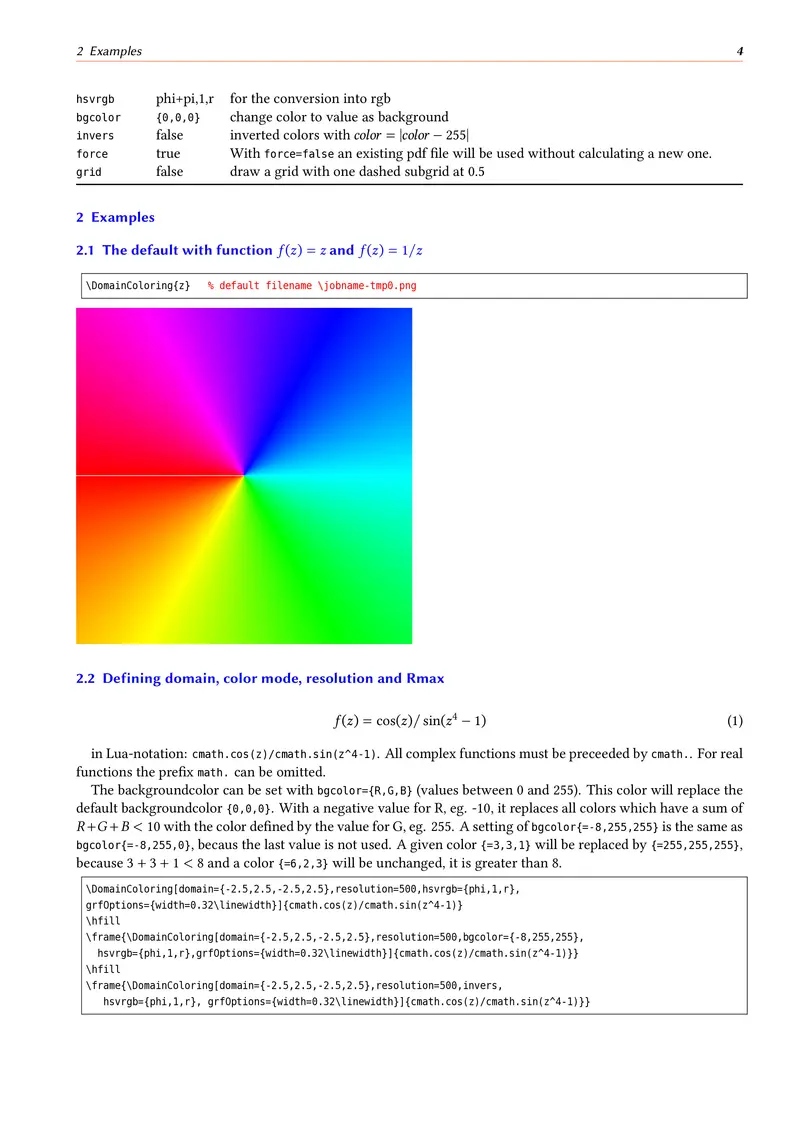 2 Examples 4
hsvrgb phi+pi,1,r for the conversion into rgb
bgcolor {0,0,0} change color to value as background
invers false inverted colors with color = |color − 255|
force true With force=false an existing pdf file will be used without calculating a new one.
grid false draw a grid with one dashed subgrid at 0.5
2 Examples
2.1 The default with function f(z) = z and f(z) = 1/z
\DomainColoring{z} % default filename \jobname-tmp0.png
2.2 Defining domain, color mode, resolution and Rmax
f(z) = cos(z)/ sin(z⁴ − 1) (1)
in Lua-notation: cmath.cos(z)/cmath.sin(z^4-1). All complex functions must be preceeded by cmath.. For real
functions the prefix math. can be omitted.
The backgroundcolor can be set with bgcolor={R,G,B} (values between 0 and 255). This color will replace the
default backgroundcolor {0,0,0}. With a negative value for R, eg. -10, it replaces all colors which have a sum of
R+G+B < 10 with the color defined by the value for G, eg. 255. A setting of bgcolor{=-8,255,255} is the same as
bgcolor{=-8,255,0}, becaus the last value is not used. A given color {=3,3,1} will be replaced by {=255,255,255},
because 3 + 3 + 1 < 8 and a color {=6,2,3} will be unchanged, it is greater than 8.
\DomainColoring[domain={-2.5,2.5,-2.5,2.5},resolution=500,hsvrgb={phi,1,r},
grfOptions={width=0.32\linewidth}]{cmath.cos(z)/cmath.sin(z^4-1)}
\hfill
\frame{\DomainColoring[domain={-2.5,2.5,-2.5,2.5},resolution=500,bgcolor={-8,255,255},
hsvrgb={phi,1,r},grfOptions={width=0.32\linewidth}]{cmath.cos(z)/cmath.sin(z^4-1)}}
\hfill
\frame{\DomainColoring[domain={-2.5,2.5,-2.5,2.5},resolution=500,invers,
hsvrgb={phi,1,r}, grfOptions={width=0.32\linewidth}]{cmath.cos(z)/cmath.sin(z^4-1)}}